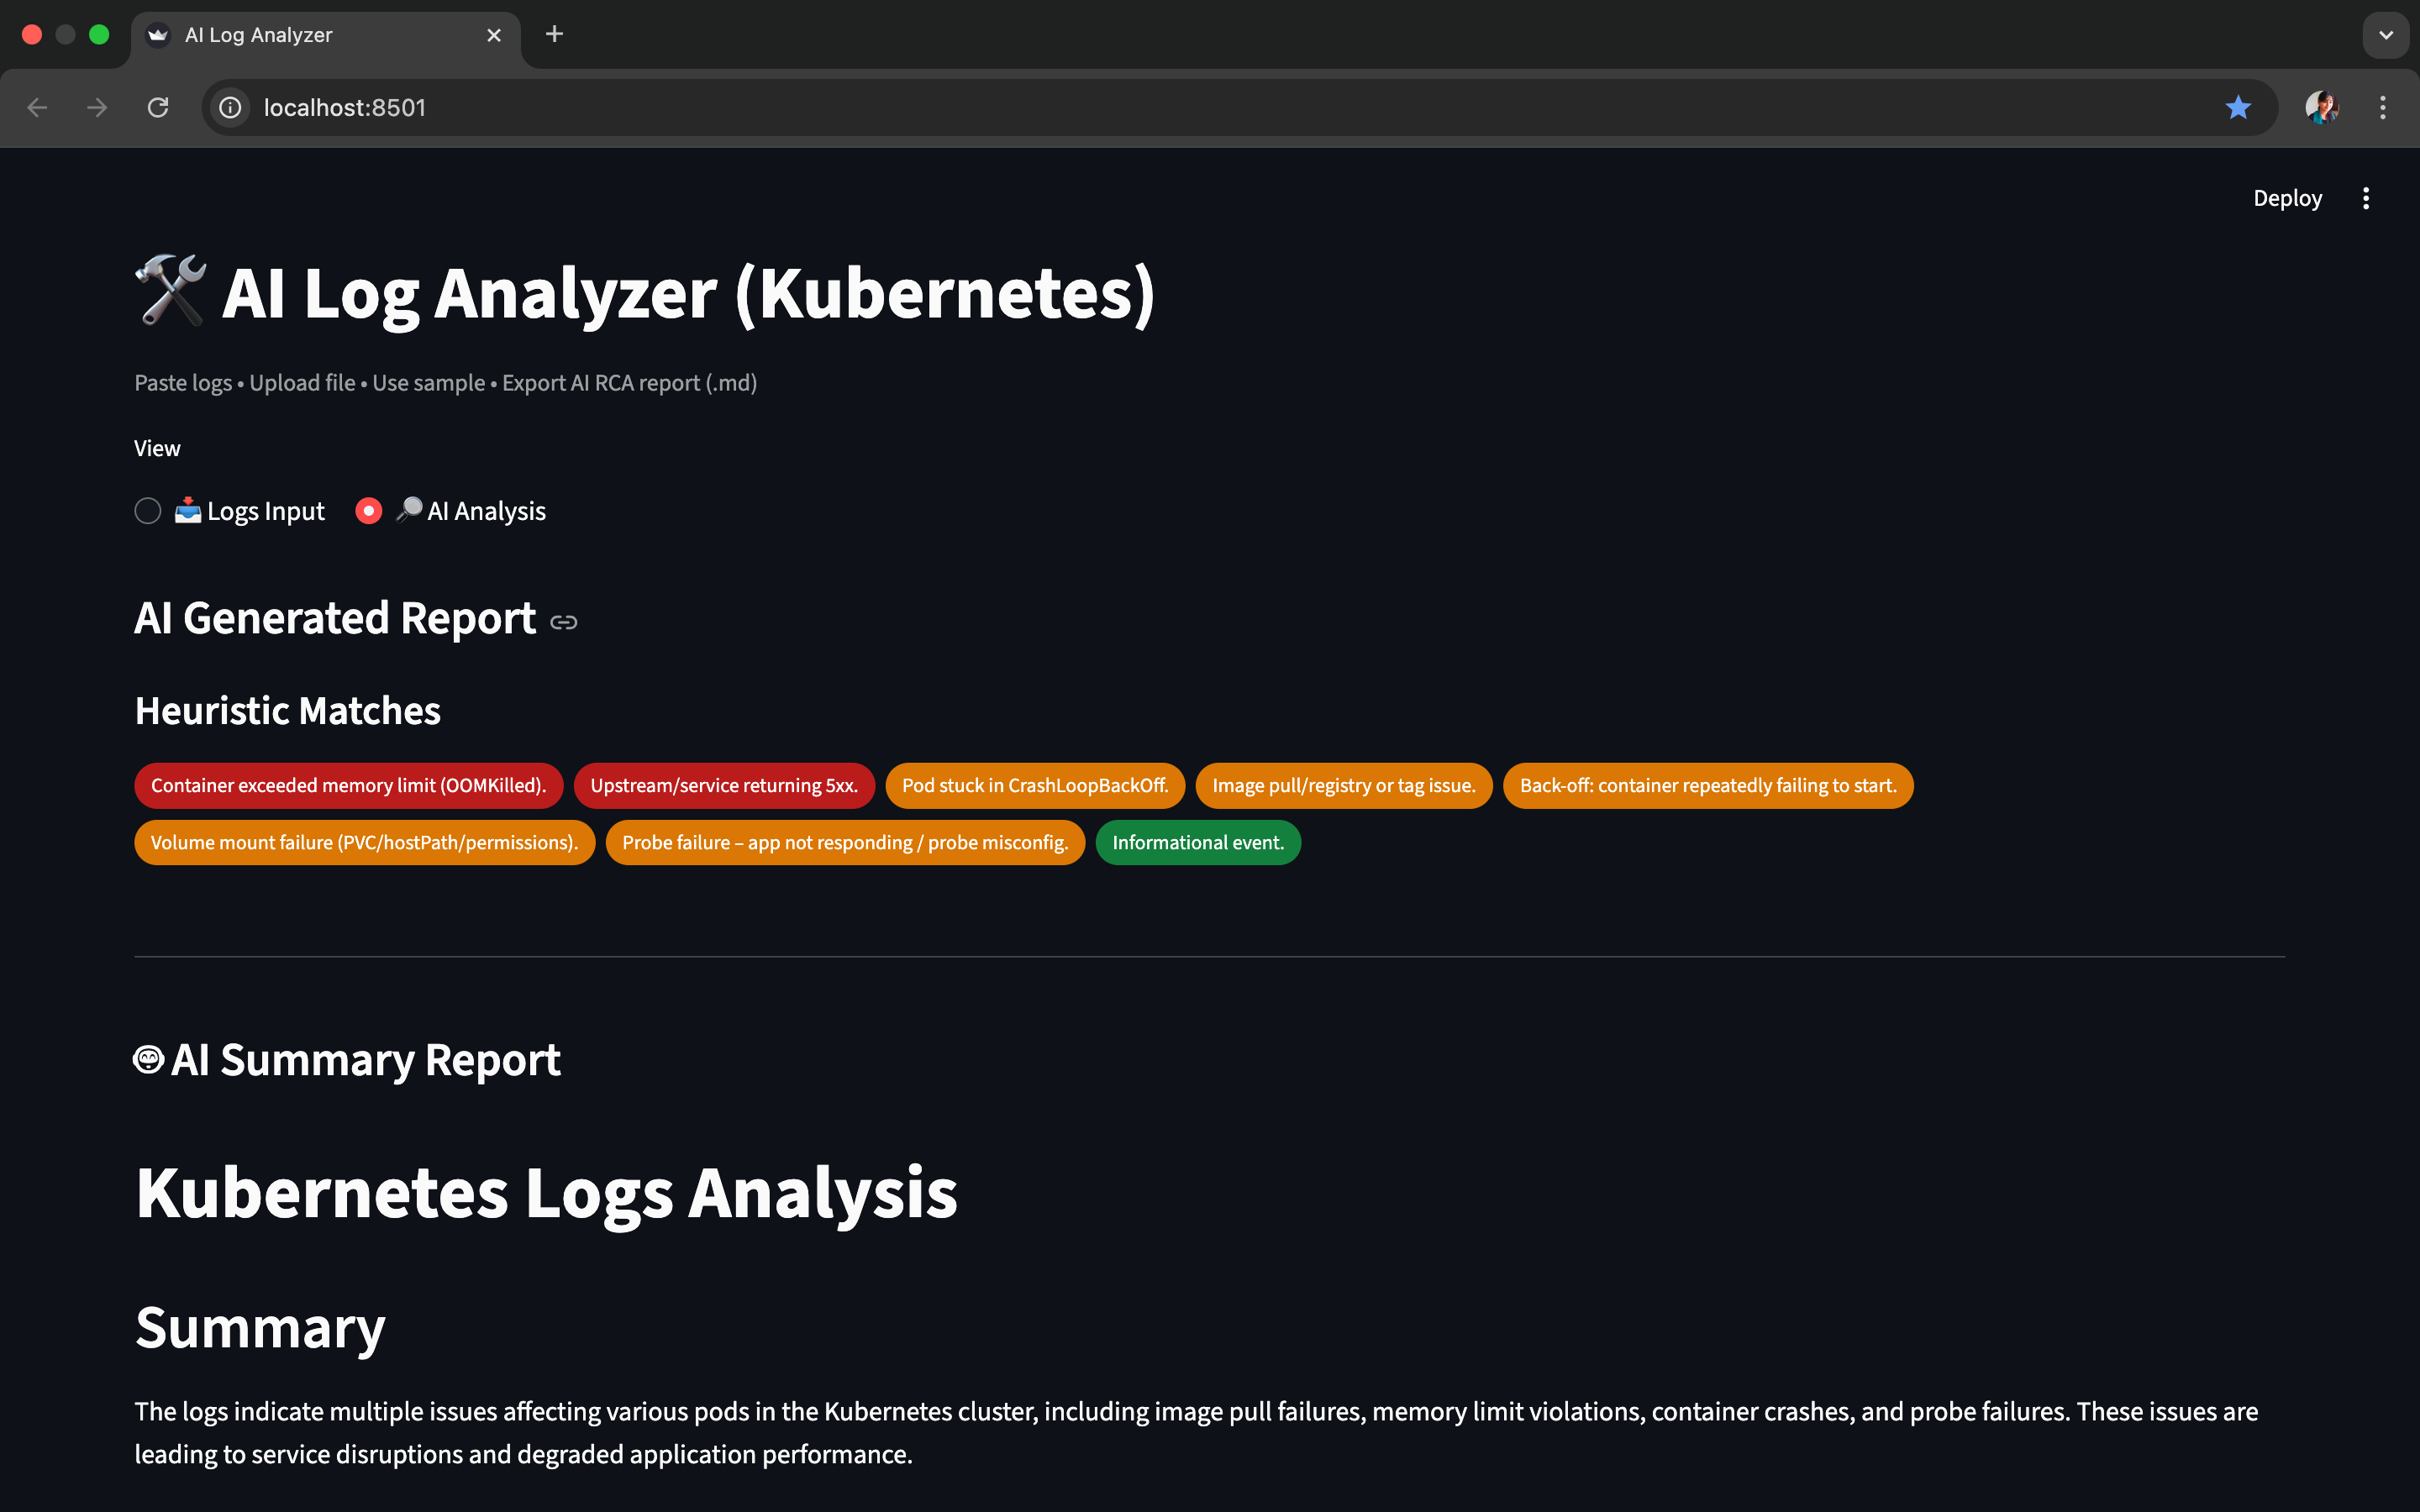 AI Log Analyzer
localhost:8501
Deploy
AI Log Analyzer (Kubernetes)
Paste logs • Upload file • Use sample • Export AI RCA report (.md)
View
Logs Input AI Analysis
AI Generated Report
Heuristic Matches
Container exceeded memory limit (OOMKilled). Upstream/service returning 5xx. Pod stuck in CrashLoopBackOff. Image pull/registry or tag issue. Back-off: container repeatedly failing to start.
Volume mount failure (PVC/hostPath/permissions). Probe failure – app not responding / probe misconfig. Informational event.
AI Summary Report
Kubernetes Logs Analysis
Summary
The logs indicate multiple issues affecting various pods in the Kubernetes cluster, including image pull failures, memory limit violations, container crashes, and probe failures. These issues are
leading to service disruptions and degraded application performance.